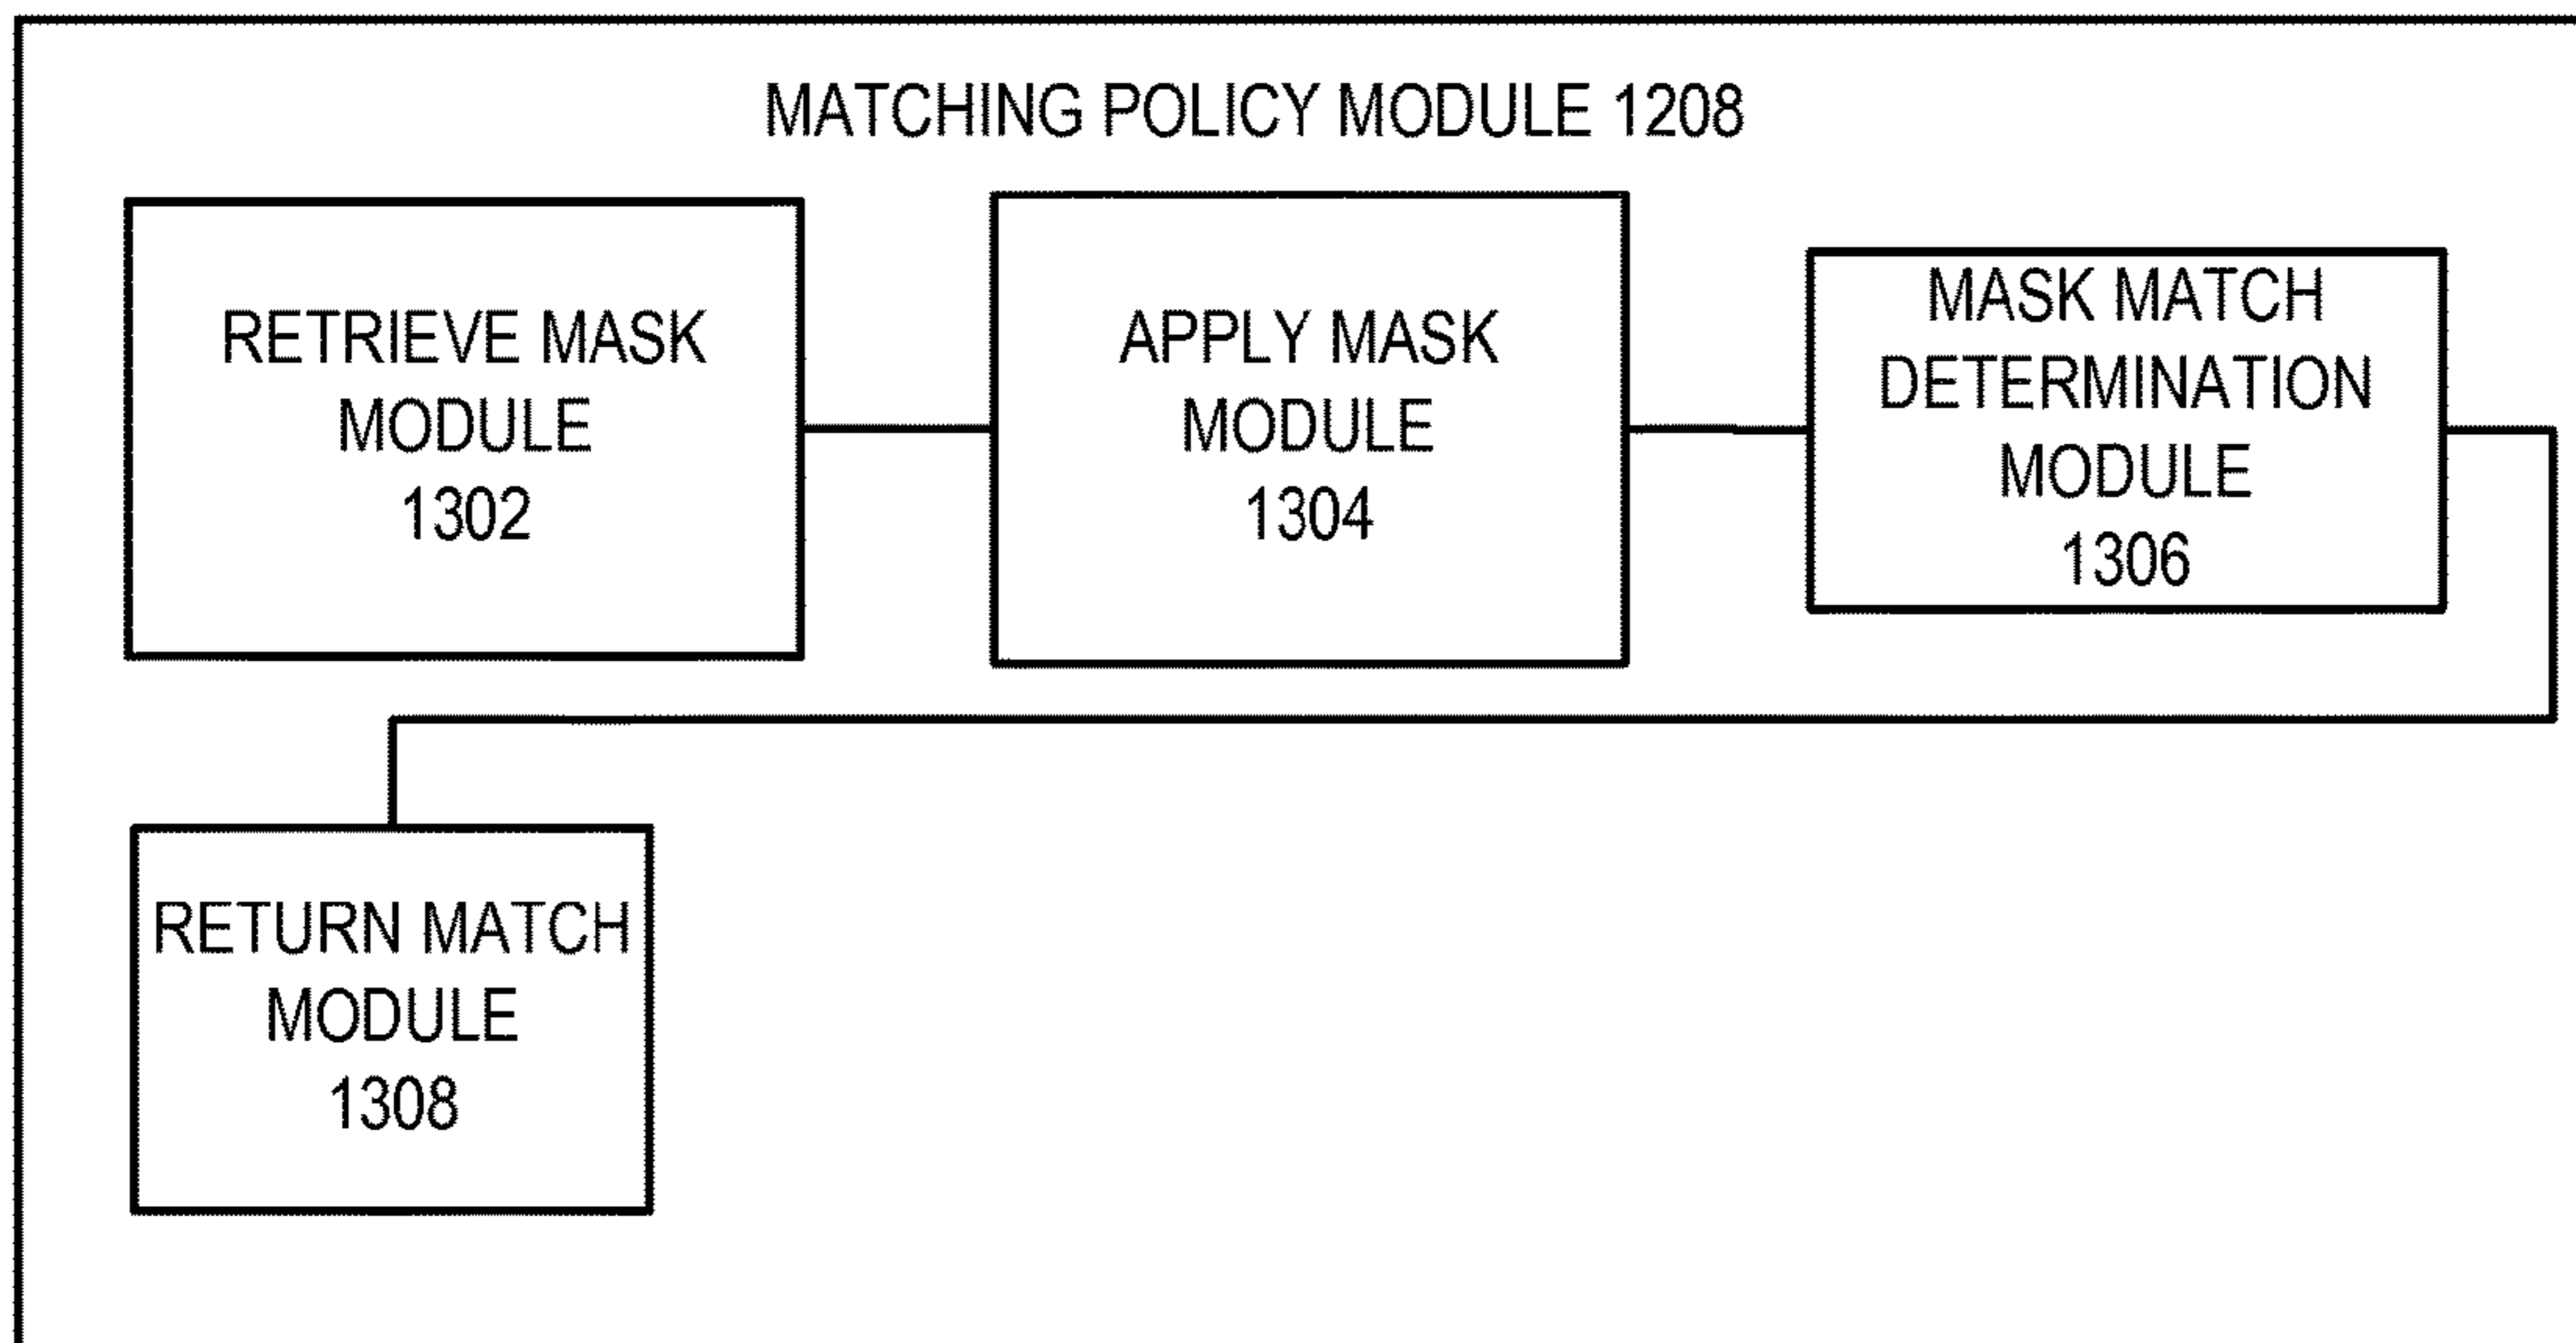 MATCHING POLICY MODULE 1208
RETRIEVE MASK
MODULE
1302
APPLY MASK
MODULE
1304
MASK MATCH
DETERMINATION
MODULE
1306
RETURN MATCH
MODULE
1308